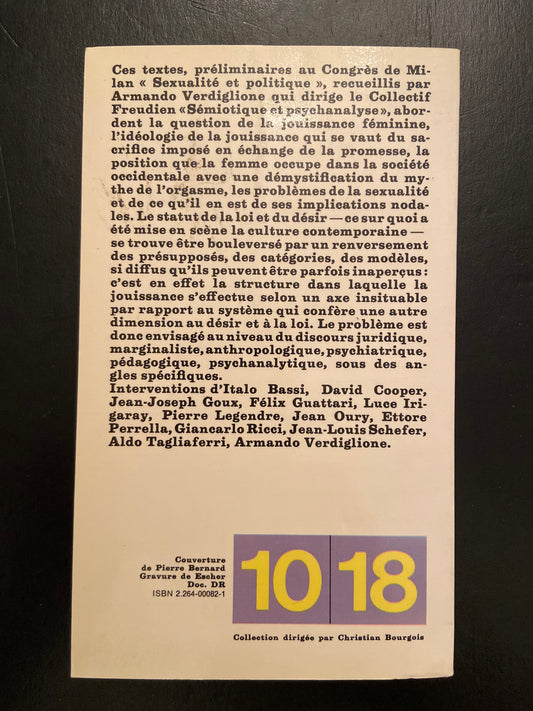 Ces textes, préliminaires au Congrès de Mi-
lan « Sexualité et politique », recueillis par
Armando Verdiglione qui dirige le Collectif
Freudien «Sémiotique et psychanalyse», abor-
dent la question de la jouissance féminine,
l'idéologie de la jouissance qui se vaut du sa-
crifice imposé en échange de la promesse, la
position que la femme occupe dans la société
occidentale avec une démystification du my-
the de l'orgasme, les problèmes de la sexualité
et de ce qu'il en est de ses implications noda-
les. Le statut de la loi et du désir — ce sur quoi a
été mise en scène la culture contemporaine —
se trouve être bouleversé par un renversement
des présupposés, des catégories, des modèles,
si diffus qu'ils peuvent être parfois inaperçus :
c'est en effet la structure dans laquelle la
jouissance s'effectue selon un axe insituable
par rapport au système qui confère une autre
dimension au désir et à la loi. Le problème est
donc envisagé au niveau du discours juridique,
marginaliste, anthropologique, psychiatrique,
pédagogique, psychanalytique, sous des an-
gles spécifiques.
Interventions d'Italo Bassi, David Cooper,
Jean-Joseph Goux, Félix Guattari, Luce Iri-
garay, Pierre Legendre, Jean Oury, Ettore
Perrella, Giancarlo Ricci, Jean-Louis Schefer,
Aldo Tagliaferri, Armando Verdiglione.
Couverture
de Pierre Bernard
Gravure de Escher
Doc. DR
ISBN 2.264-00082-1
10 18
Collection dirigée par Christian Bourgois